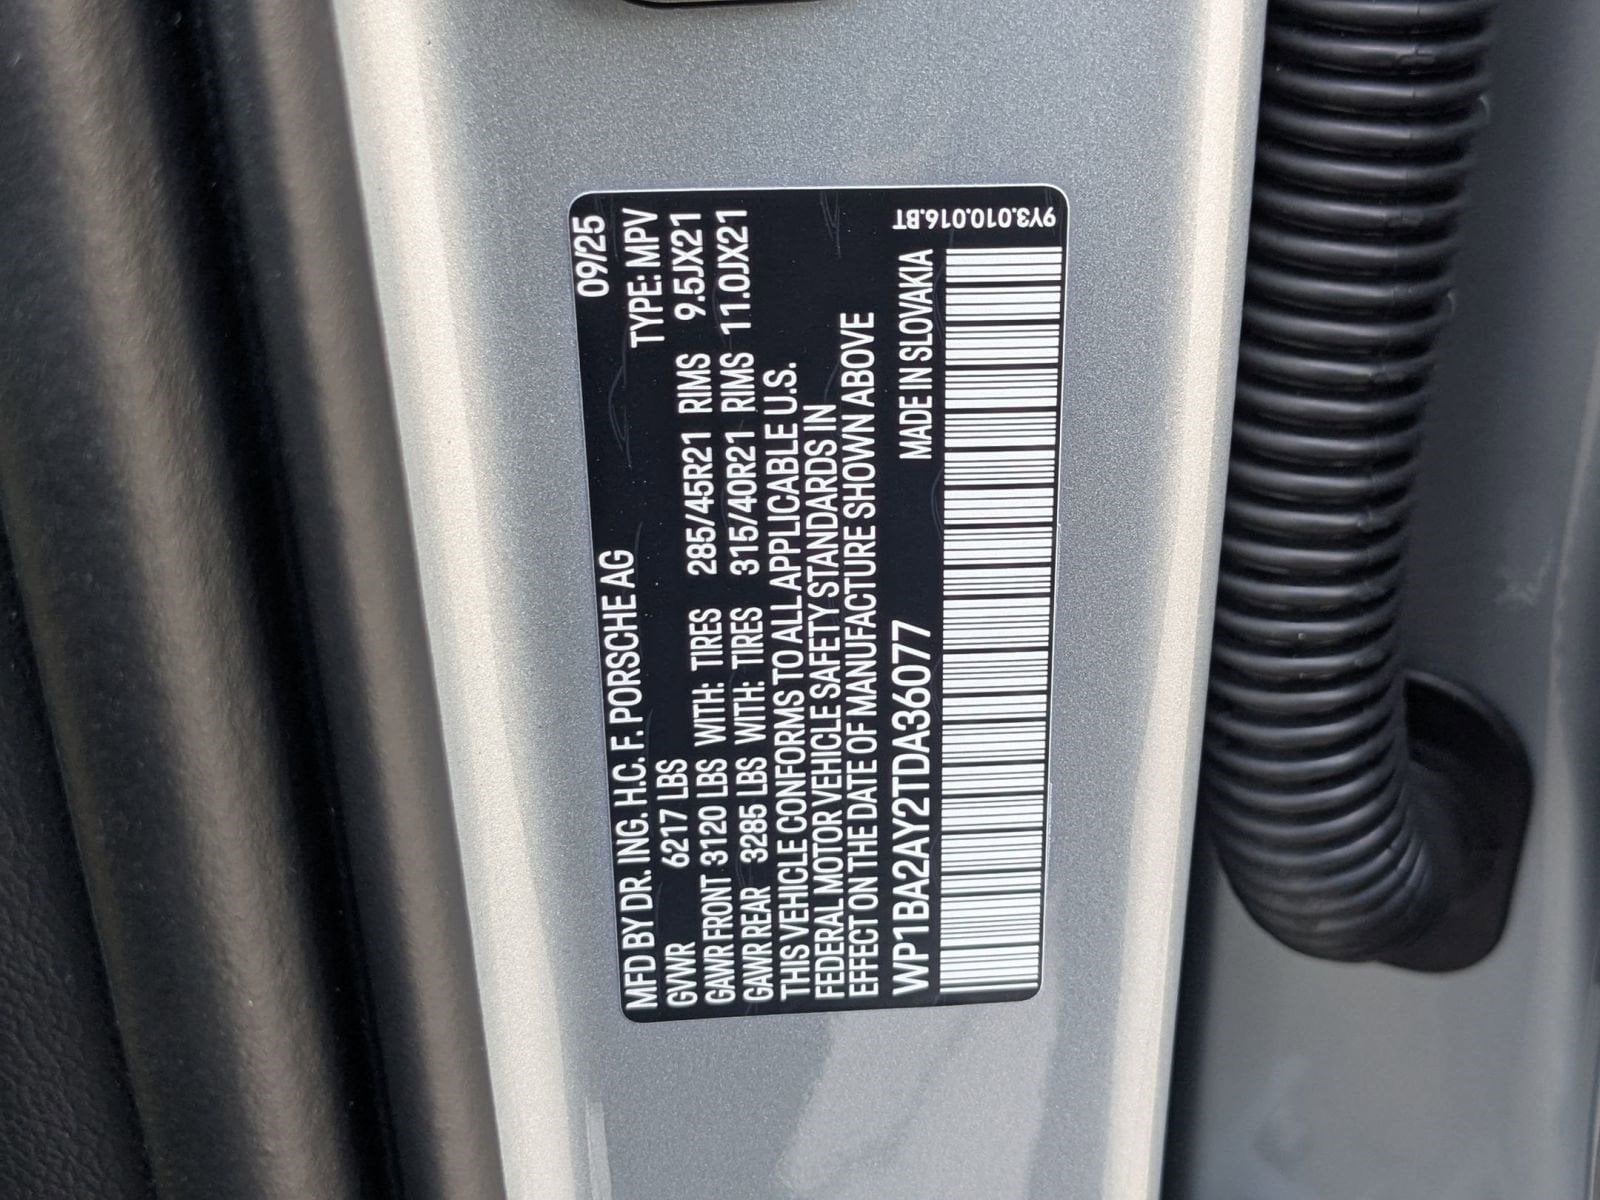 09/25
MFD BY DR. ING. H.C. F. PORSCHE AG
TYPE: MPV
GVWR 6217 LBS
GAWR FRONT 3120 LBS WITH: TIRES 285/45R21 RIMS 9.5JX21
GAWR REAR 3285 LBS WITH: TIRES 315/40R21 RIMS 11.0JX21
THIS VEHICLE CONFORMS TO ALL APPLICABLE U.S.
FEDERAL MOTOR VEHICLE SAFETY STANDARDS IN
EFFECT ON THE DATE OF MANUFACTURE SHOWN ABOVE
WP1BA2AY2TDA36077 MADE IN SLOVAKIA
9Y3.010.016.BT